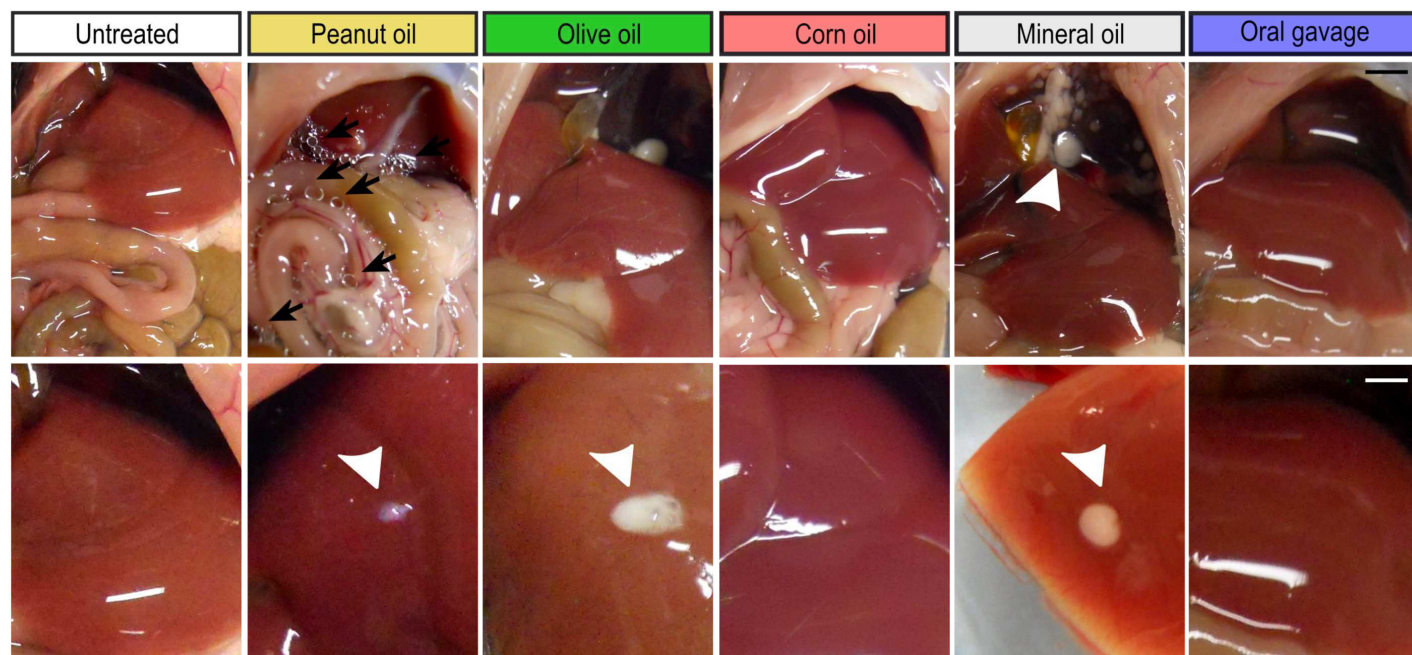 Untreated
Peanut oil
Olive oil
Corn oil
Mineral oil
Oral gavage